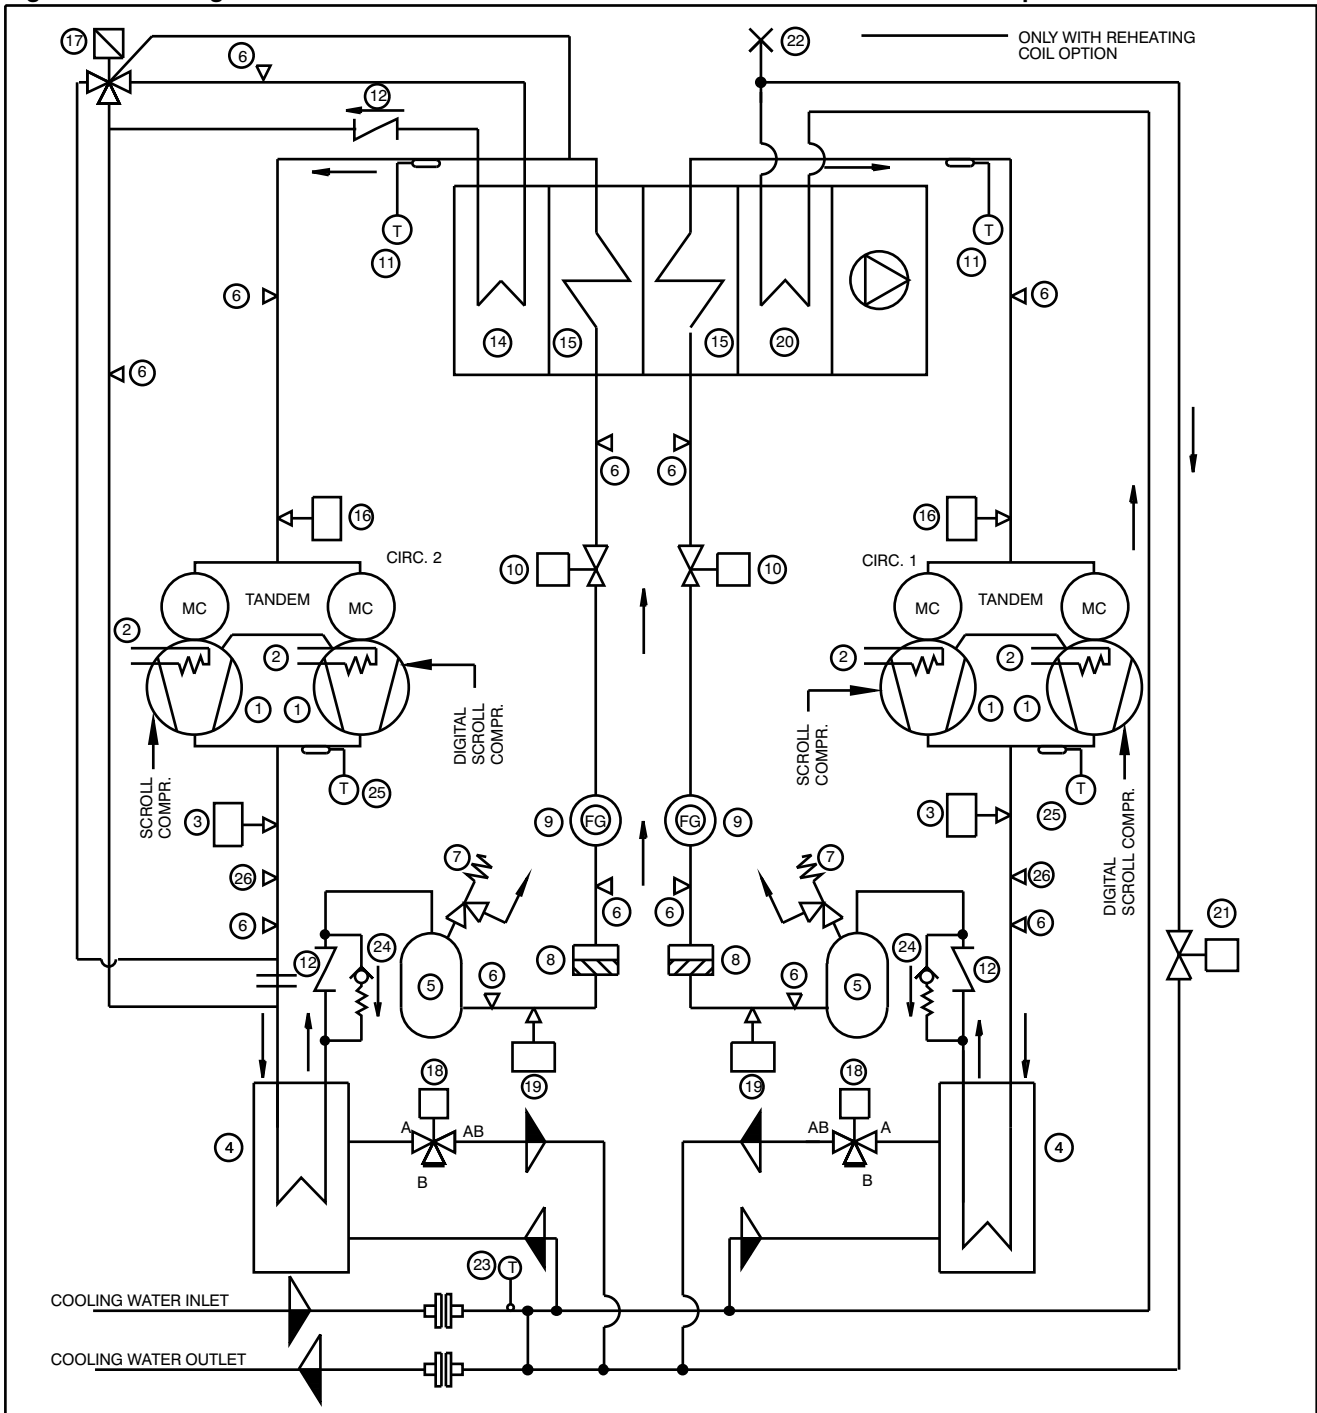 17
6
22
ONLY WITH REHEATING
COIL OPTION
12
T
11
T
11
6
6
14
15
15
20
6
6
6
16
16
CIRC. 2
CIRC. 1
10
10
MC
TANDEM
MC
MC
TANDEM
MC
2
2
2
2
1
1
1
1
SCROLL
COMPR.
DIGITAL
SCROLL
COMPR.
SCROLL
COMPR.
DIGITAL
SCROLL COMPR.
T
25
T
25
3
9
FG
FG
9
3
26
7
7
26
6
6
6
6
21
12
24
8
8
24
12
5
6
6
5
18
19
19
18
A
AB
AB
A
4
4
B
B
23
T
COOLING WATER INLET
COOLING WATER OUTLET